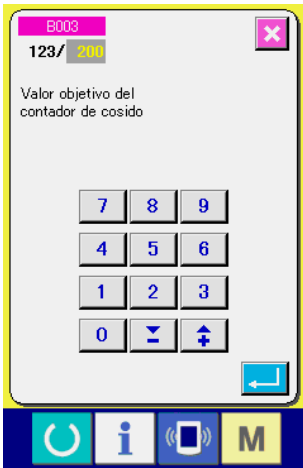 B003
123/ 200
Valor objetivo del
contador de cosido
7 8 9
4 5 6
1 2 3
0
i M